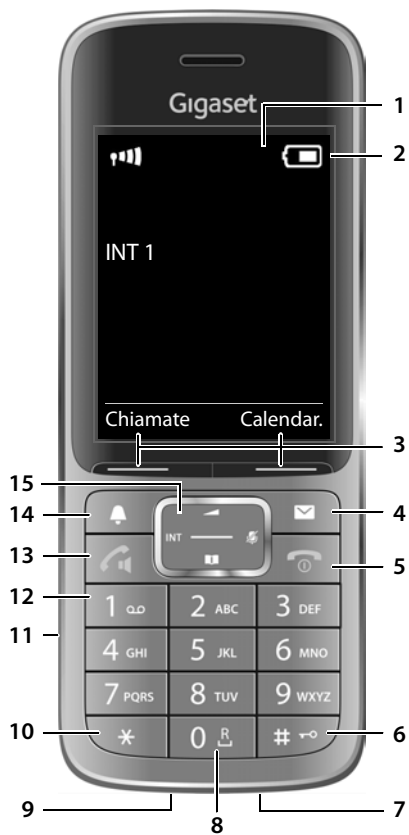 Gigaset
1
2
INT 1
Chiamate Calendar.
3
15
14
4
INT
13
5
12
1 2 ABC 3 DEF
11
4 GHI 5 JKL 6 MNO
7 PQRS 8 TUV 9 WXYZ
10
* 0 R #
6
9
8
7